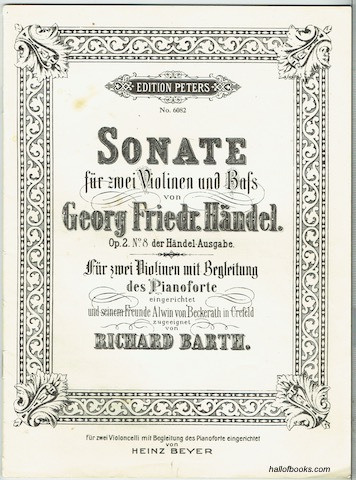 EDITION PETERS
No. 6082
SONATE
für zwei Violinen und Baß
von
Georg Friedr. Händel.
Op. 2. No 8 der Händel-Ausgabe.
Für zwei Violinen mit Begleitung
des Pianoforte
eingerichtet
und seinem Freunde Alwin von Beckerath in Crefeld
zugeeignet
von
RICHARD BARTH.
für zwei Violoncelli mit Begleitung des Pianoforte eingerichtet
von
HEINZ BEYER
hallofbooks.com